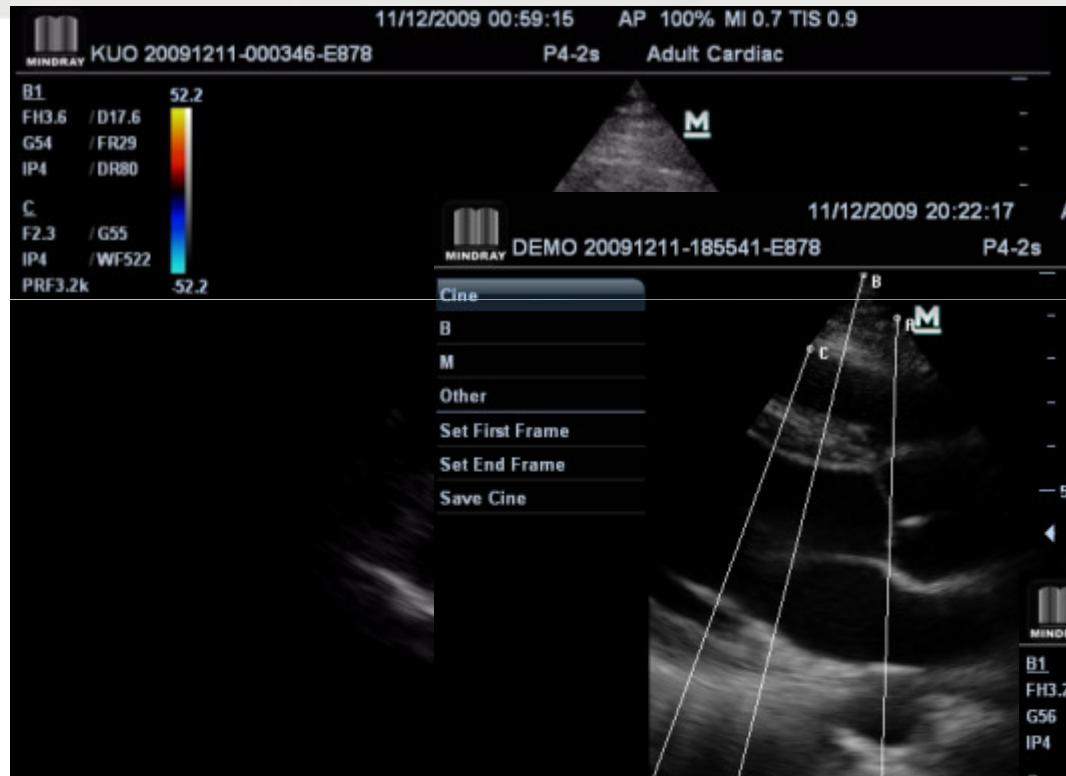 11/12/2009 00:59:15 AP 100% MI 0.7 TIS 0.9
MINDRAY KUO 20091211-000346-E878 P4-2s Adult Cardiac
B1 52.2
FH3.6 / D17.6
G54 / FR29
IP4 / DR80
M
C
F2.3 / G55
IP4 / WF522
PRF3.2k -52.2
11/12/2009 20:22:17
MINDRAY DEMO 20091211-185541-E878 P4-2s
Cine
B
M
Other
Set First Frame
Set End Frame
Save Cine
B
M
C
5
B1
G56
IP4